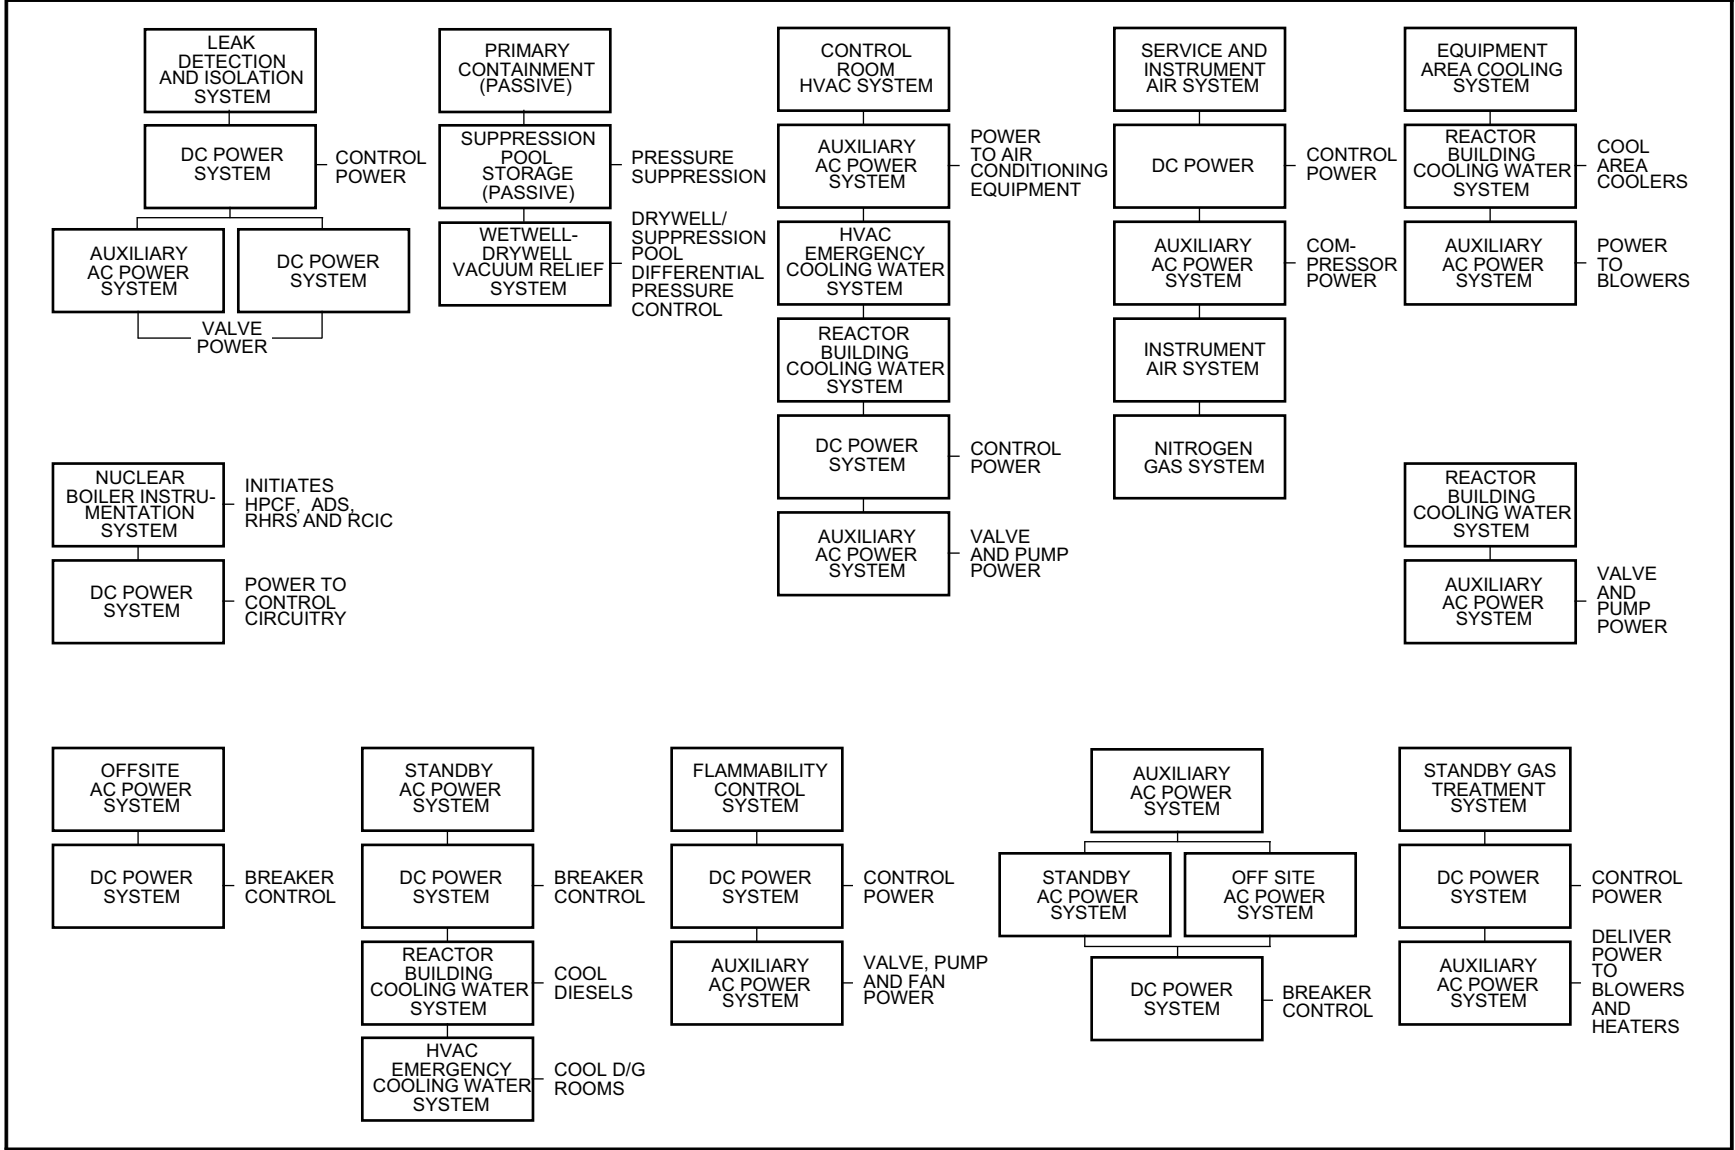 LEAK
DETECTION
AND ISOLATION
SYSTEM
DC POWER
SYSTEM
CONTROL
POWER
AUXILIARY
AC POWER
SYSTEM
DC POWER
SYSTEM
VALVE
POWER
PRIMARY
CONTAINMENT
(PASSIVE)
SUPPRESSION
POOL
STORAGE
(PASSIVE)
PRESSURE
SUPPRESSION
WETWELL-
DRYWELL
VACUUM RELIEF
SYSTEM
DRYWELL/
SUPPRESSION
POOL
DIFFERENTIAL
PRESSURE
CONTROL
CONTROL
ROOM
HVAC SYSTEM
AUXILIARY
AC POWER
SYSTEM
POWER
TO AIR
CONDITIONING
EQUIPMENT
HVAC
EMERGENCY
COOLING WATER
SYSTEM
REACTOR
BUILDING
COOLING WATER
SYSTEM
DC POWER
SYSTEM
CONTROL
POWER
AUXILIARY
AC POWER
SYSTEM
VALVE
AND PUMP
POWER
SERVICE AND
INSTRUMENT
AIR SYSTEM
DC POWER
CONTROL
POWER
AUXILIARY
AC POWER
SYSTEM
COM-
PRESSOR
POWER
INSTRUMENT
AIR SYSTEM
NITROGEN
GAS SYSTEM
EQUIPMENT
AREA COOLING
SYSTEM
REACTOR
BUILDING
COOLING WATER
SYSTEM
COOL
AREA
COOLERS
AUXILIARY
AC POWER
SYSTEM
POWER
TO
BLOWERS
NUCLEAR
BOILER INSTRU-
MENTATION
SYSTEM
INITIATES
HPCF, ADS,
RHRS AND RCIC
DC POWER
SYSTEM
POWER TO
CONTROL
CIRCUITRY
REACTOR
BUILDING
COOLING WATER
SYSTEM
AUXILIARY
AC POWER
SYSTEM
VALVE
AND
PUMP
POWER
OFFSITE
AC POWER
SYSTEM
DC POWER
SYSTEM
BREAKER
CONTROL
STANDBY
AC POWER
SYSTEM
DC POWER
SYSTEM
BREAKER
CONTROL
REACTOR
BUILDING
COOLING WATER
SYSTEM
COOL
DIESELS
HVAC
EMERGENCY
COOLING WATER
SYSTEM
COOL D/G
ROOMS
FLAMMABILITY
CONTROL
SYSTEM
DC POWER
SYSTEM
CONTROL
POWER
AUXILIARY
AC POWER
SYSTEM
VALVE, PUMP
AND FAN
POWER
AUXILIARY
AC POWER
SYSTEM
STANDBY
AC POWER
SYSTEM
OFF SITE
AC POWER
SYSTEM
DC POWER
SYSTEM
BREAKER
CONTROL
STANDBY GAS
TREATMENT
SYSTEM
DC POWER
SYSTEM
CONTROL
POWER
AUXILIARY
AC POWER
SYSTEM
DELIVER
POWER
TO
BLOWERS
AND
HEATERS